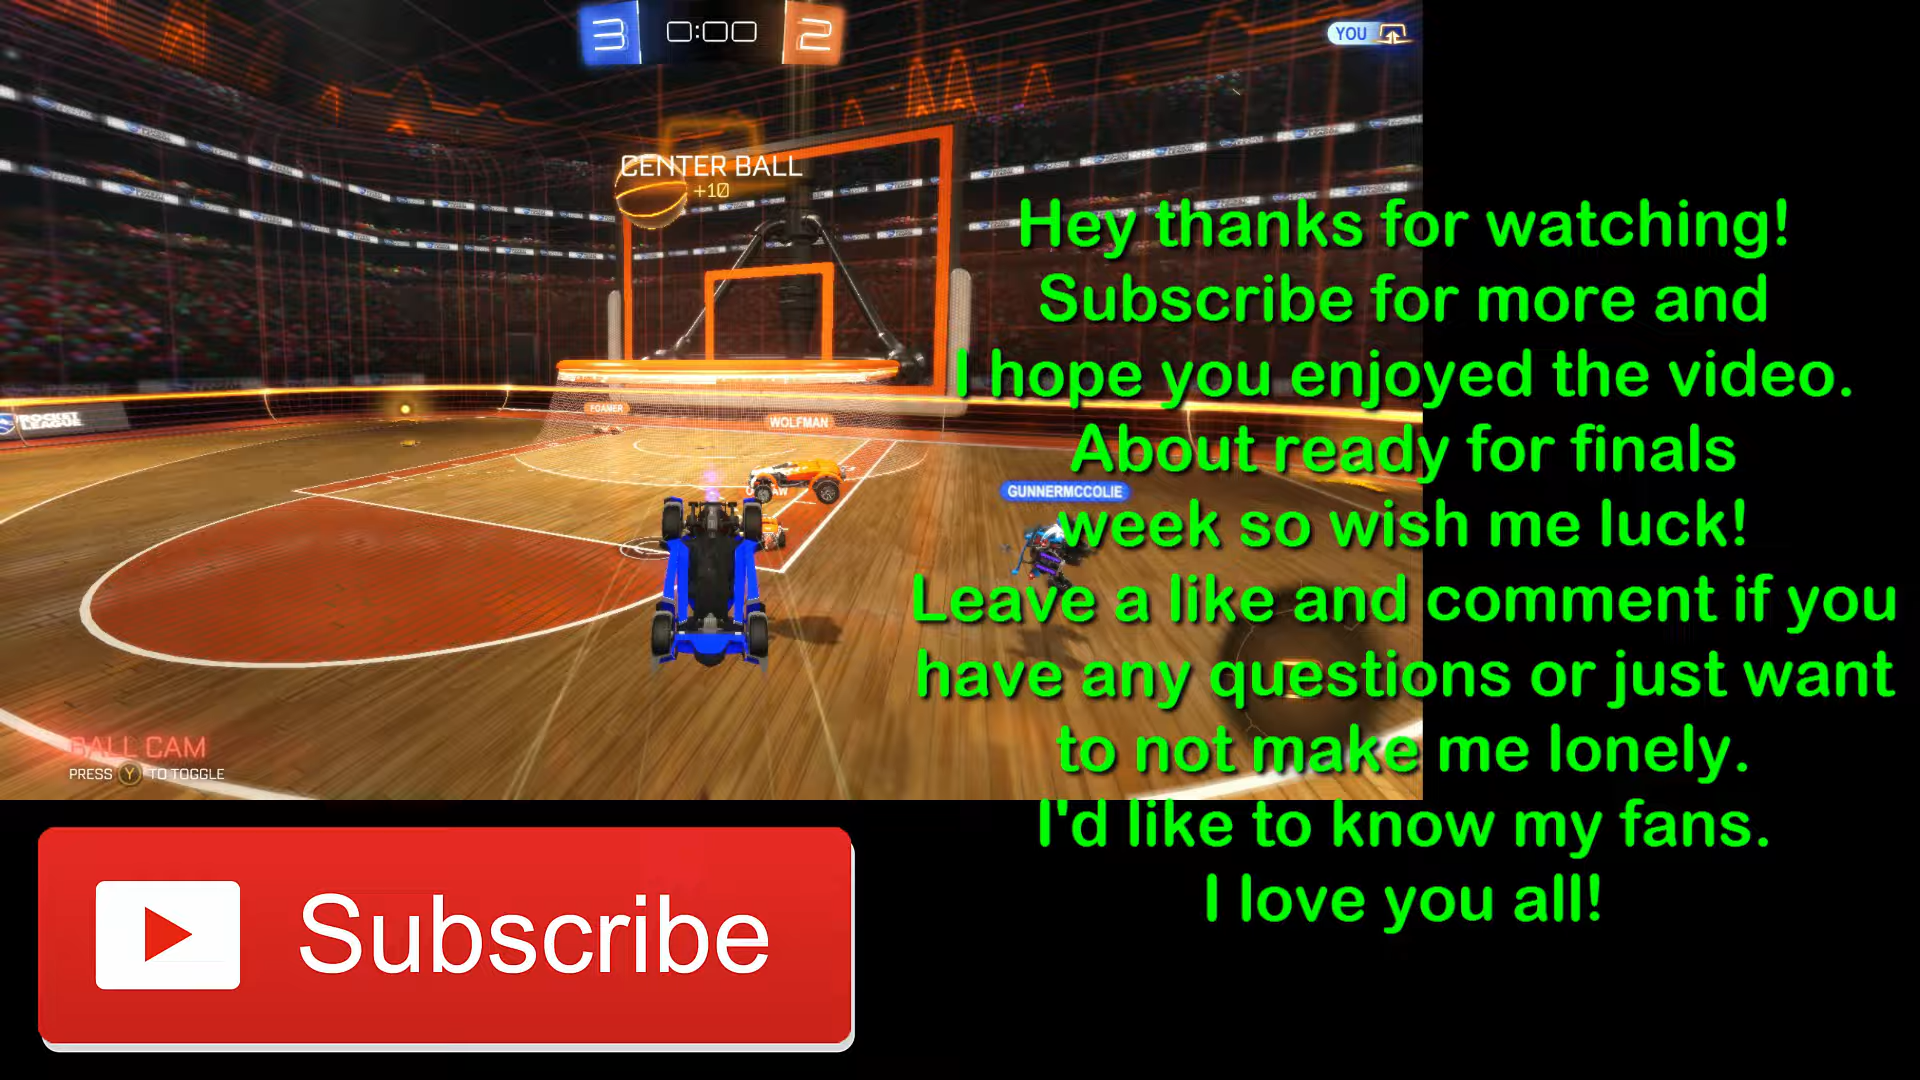 3 0:00 2
YOU
CENTER BALL
+10
Hey thanks for watching!
Subscribe for more and
I hope you enjoyed the video.
About ready for finals
week so wish me luck!
Leave a like and comment if you
have any questions or just want
to not make me lonely.
I'd like to know my fans.
I love you all!
FOAMER
WOLFMAN
GUNNERMCCOLIE
ROCKET
LEAGUE
BALL CAM
PRESS Y TO TOGGLE
Subscribe